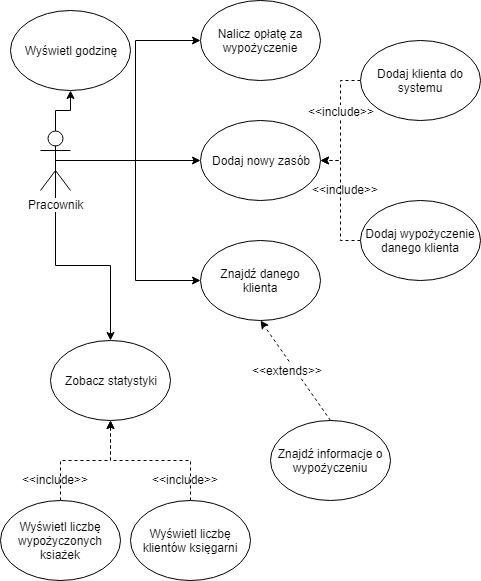 Wyświetl godzinę
Nalicz opłatę za
wypożyczenie
Dodaj klienta do
systemu
<<include>>
Dodaj nowy zasób
<<include>>
Pracownik
Dodaj wypożyczenie
danego klienta
Znajdź danego
klienta
Zobacz statystyki
<<extends>>
Znajdź informacje o
wypożyczeniu
<<include>>
<<include>>
Wyświetl liczbę
wypożyczonych
ksiażek
Wyświetl liczbę
klientów księgarni